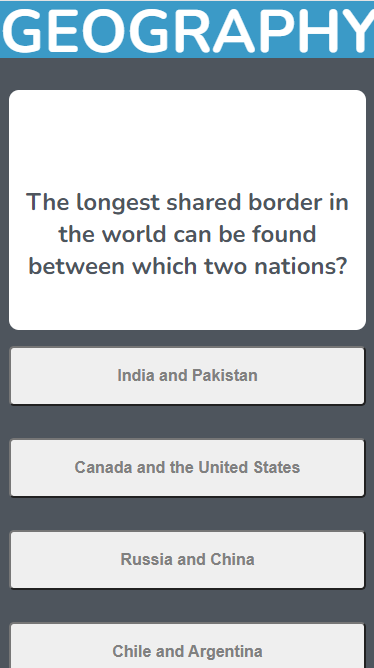 GEOGRAPHY
The longest shared border in
the world can be found
between which two nations?
India and Pakistan
Canada and the United States
Russia and China
Chile and Argentina